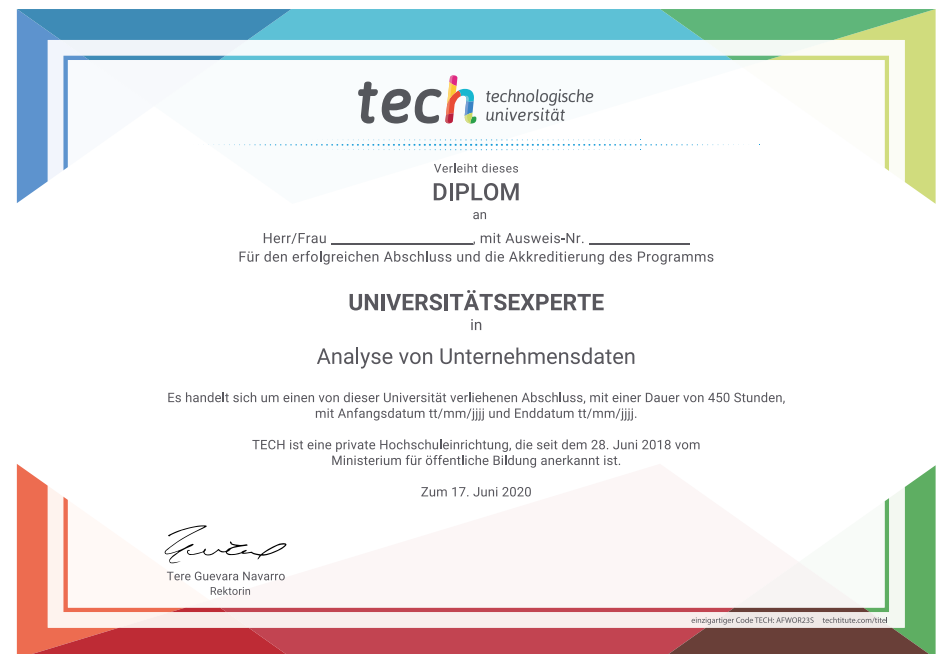 tech technologische
universität
Verleiht dieses
DIPLOM
an
Herr/Frau ____________________, mit Ausweis-Nr. ______________
Für den erfolgreichen Abschluss und die Akkreditierung des Programms
UNIVERSITÄTSEXPERTE
in
Analyse von Unternehmensdaten
Es handelt sich um einen von dieser Universität verliehenen Abschluss, mit einer Dauer von 450 Stunden,
mit Anfangsdatum tt/mm/jjjj und Enddatum tt/mm/jjjj.
TECH ist eine private Hochschuleinrichtung, die seit dem 28. Juni 2018 vom
Ministerium für öffentliche Bildung anerkannt ist.
Zum 17. Juni 2020
Tere Guevara Navarro
Rektorin
einzigartiger Code TECH: AFWOR23S techtitute.com/titel